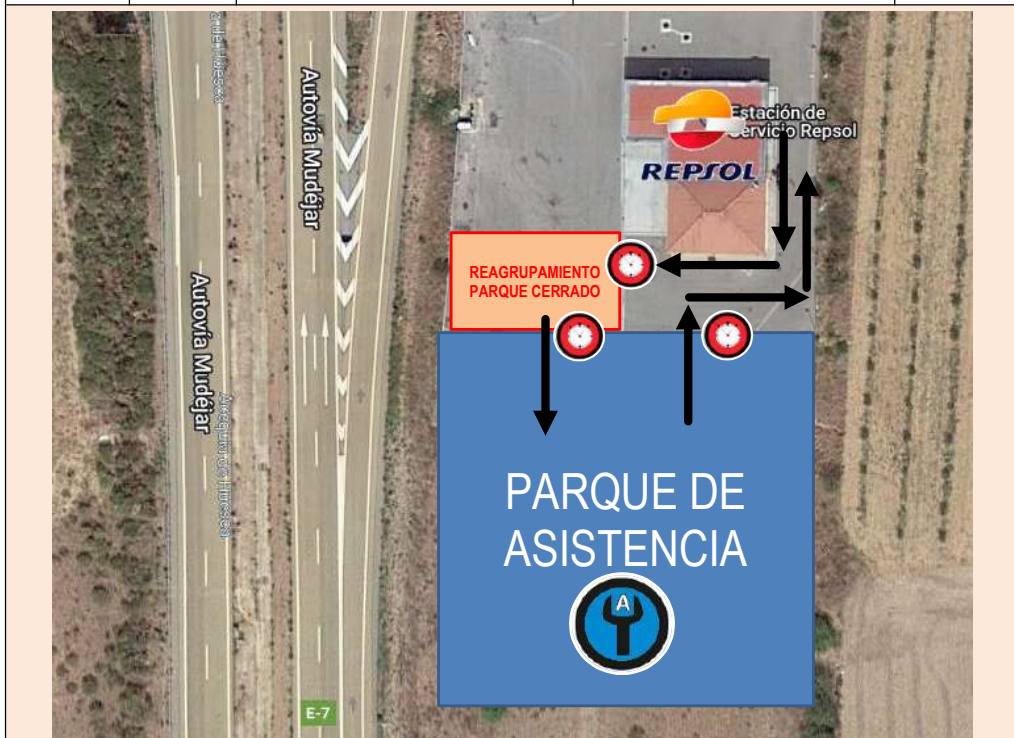 Autovía Mudéjar
Autovía Mudéjar
Estación de
Servicio Repsol
REPSOL
REAGRUPAMIENTO
PARQUE CERRADO
PARQUE DE
ASISTENCIA
A
E-7